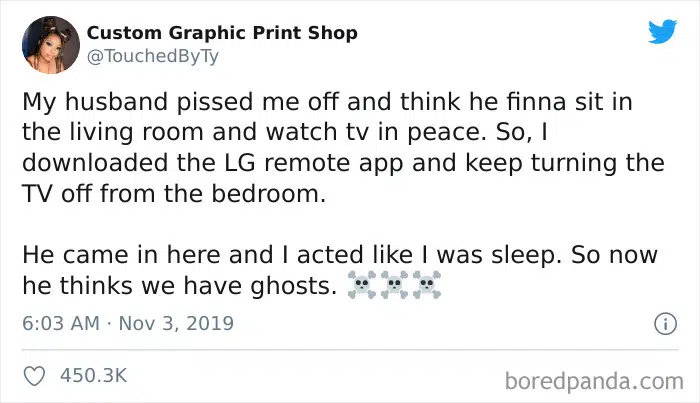 Custom Graphic Print Shop
@TouchedByTy
My husband pissed me off and think he finna sit in
the living room and watch tv in peace. So, I
downloaded the LG remote app and keep turning the
TV off from the bedroom.
He came in here and I acted like I was sleep. So now
he thinks we have ghosts. ☠️☠️☠️
6:03 AM · Nov 3, 2019
450.3K
boredpanda.com